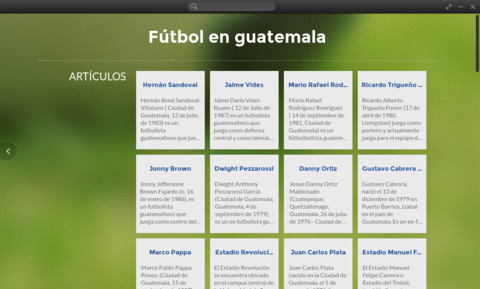 Fútbol en guatemala
ARTÍCULOS
Hernán Sandoval
Hernán René Sandoval
Villatoro ( Ciudad de
Guatemala, 12 de julio
de 1983) es un
futbolista
guatemalteco que jue…
Jaime Vides
Jaime Darío Vides
Ruano ( 12 de julio de
1987) es un futbolista
guatemalteco que
juega como defensa
central y como lateral,…
Mario Rafael Rod…
Mario Rafael
Rodríguez Rodríguez
( 14 de septiembre de
1981, Ciudad de
Guatemala) es un
fútbolbolista guatem…
Ricardo Trigueño …
Ricardo Alberto
Trigueño Foster (17 de
abril de 1980,
Livingston) juega como
portero y actualmente
juega para el equipo d…
Jonny Brown
Jonny Jeffersone
Brown Fajardo (n. 16
de enero de 1986), es
un futbolista
guatemalteco que
juega como centro del…
Dwight Pezzarossi
Dwight Anthony
Pezzarossi García
(Ciudad de Guatemala,
Guatemala, 4 de
septiembre de 1979),
es un ex-futbolista gu…
Danny Ortiz
Josue Danny Ortiz
Maldonado
(Coatepeque,
Quetzaltenago,
Guatemala, 26 de julio
de 1976 - Ciudad de …
Gustavo Cabrera …
Gustavo Cabrera,
nació el 13 de
diciembre de 1979 en
Puerto Barrios, Izabal
en el país de
Guatemala. Es un ex-f…
Marco Pappa
Marco Pablo Pappa
Ponce, (Ciudad de
Guatemala, 15 de
Estadio Revoluci…
El Estadio Revolución
se encuentra ubicado
en el campus central de
Juan Carlos Plata
Juan Carlos Plata
nacido en la Ciudad de
Guatemala, el 1 de
Estadio Manuel F…
El Estadio Manuel
Felipe Carrera o
Estadio del Treból,